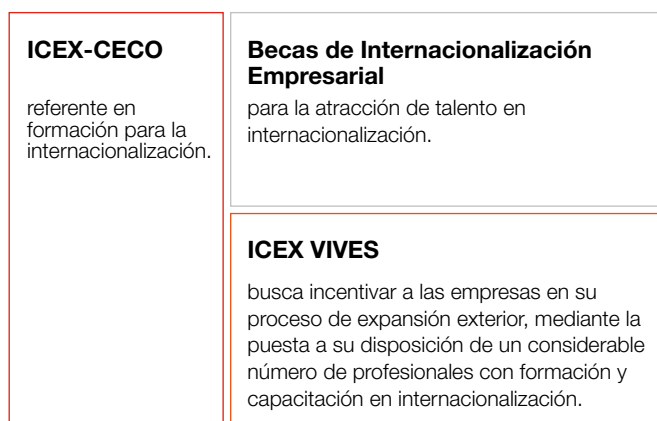 ICEX-CECO
referente en
formación para la
internacionalización.
Becas de Internacionalización
Empresarial
para la atracción de talento en
internacionalización.
ICEX VIVES
busca incentivar a las empresas en su
proceso de expansión exterior, mediante la
puesta a su disposición de un considerable
número de profesionales con formación y
capacitación en internacionalización.